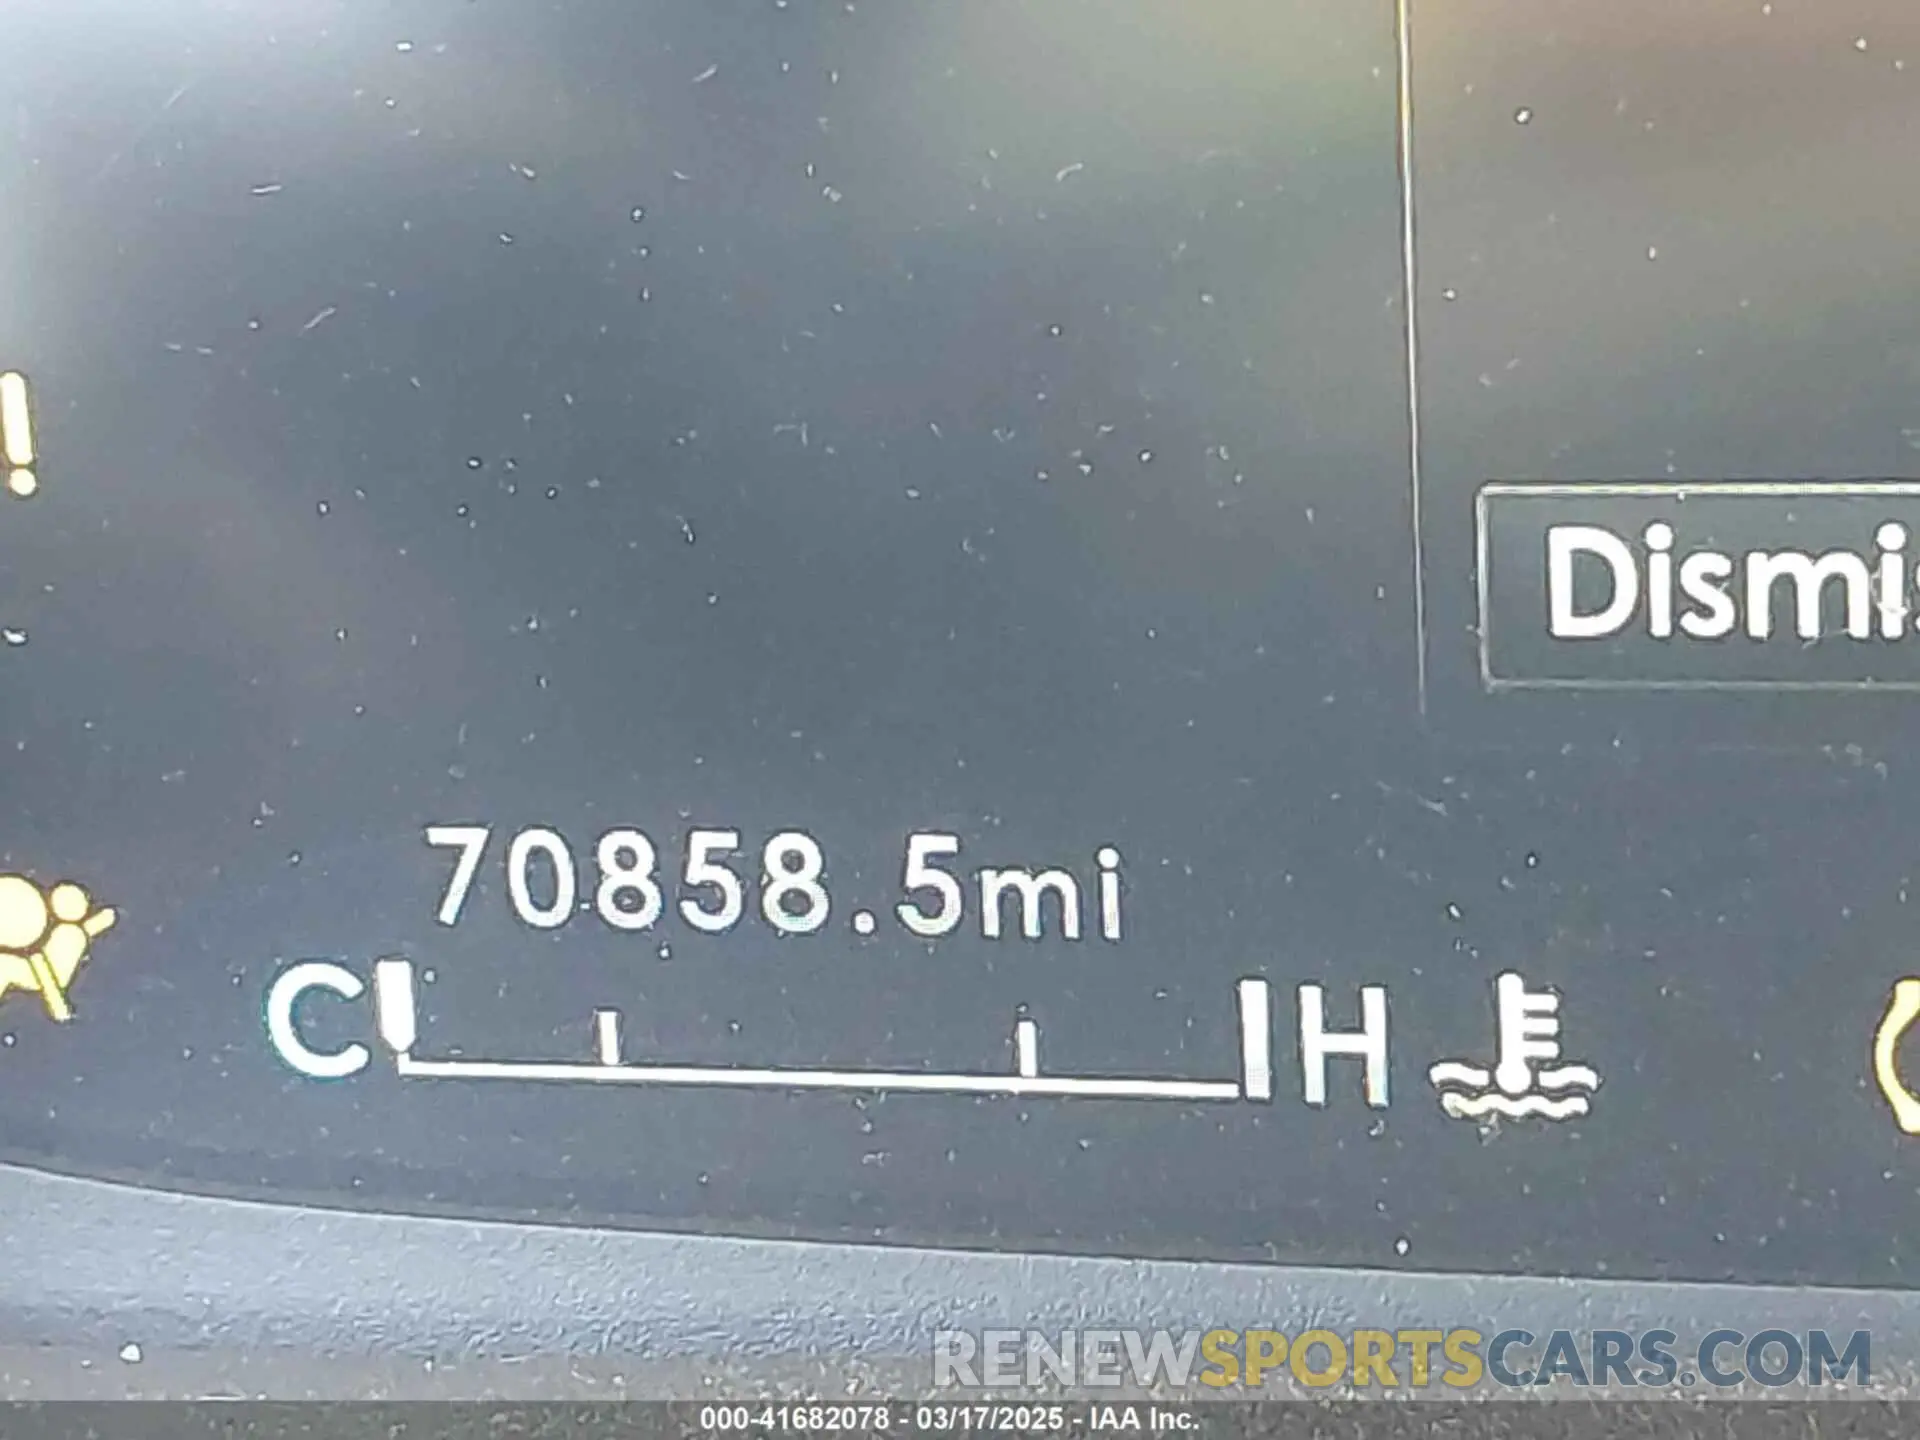 !
Dismis
70858.5mi
C H
RENEWSPORTSCARS.COM
000-41682078 - 03/17/2025 - IAA Inc.